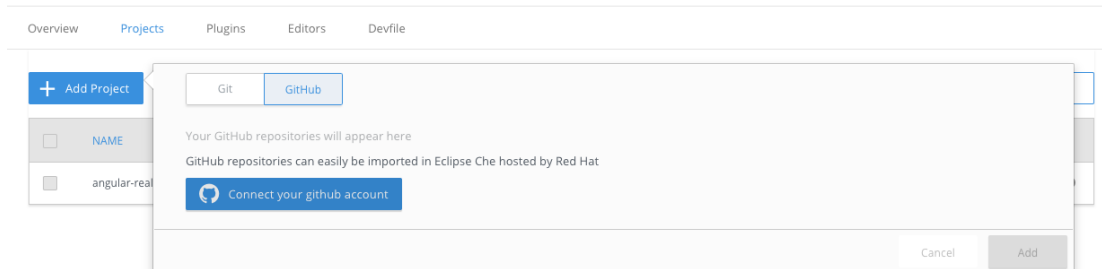 Overview Projects Plugins Editors Devfile
Add Project
Git GitHub
NAME
Your GitHub repositories will appear here
GitHub repositories can easily be imported in Eclipse Che hosted by Red Hat
angular-real
Connect your github account
Cancel Add